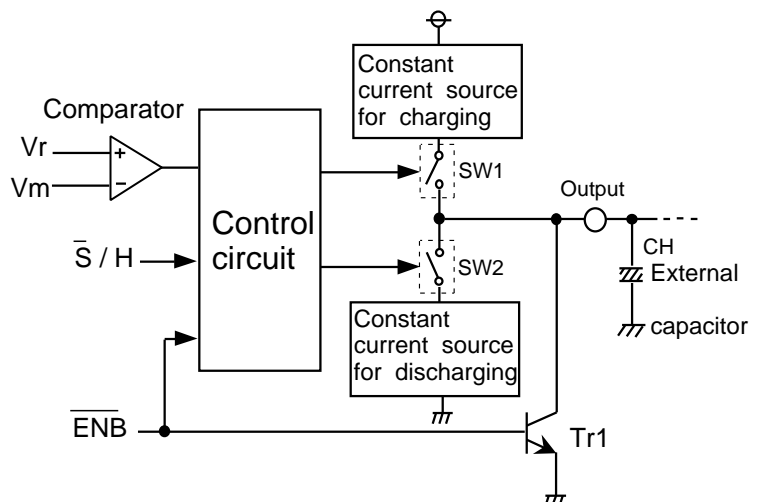 Constant
current source
for charging
Comparator
Vr
+
Vm
−
SW1
Output
Control
circuit
S̅ / H
SW2
CH
External
capacitor
Constant
current source
for discharging
E̅N̅B̅
Tr1